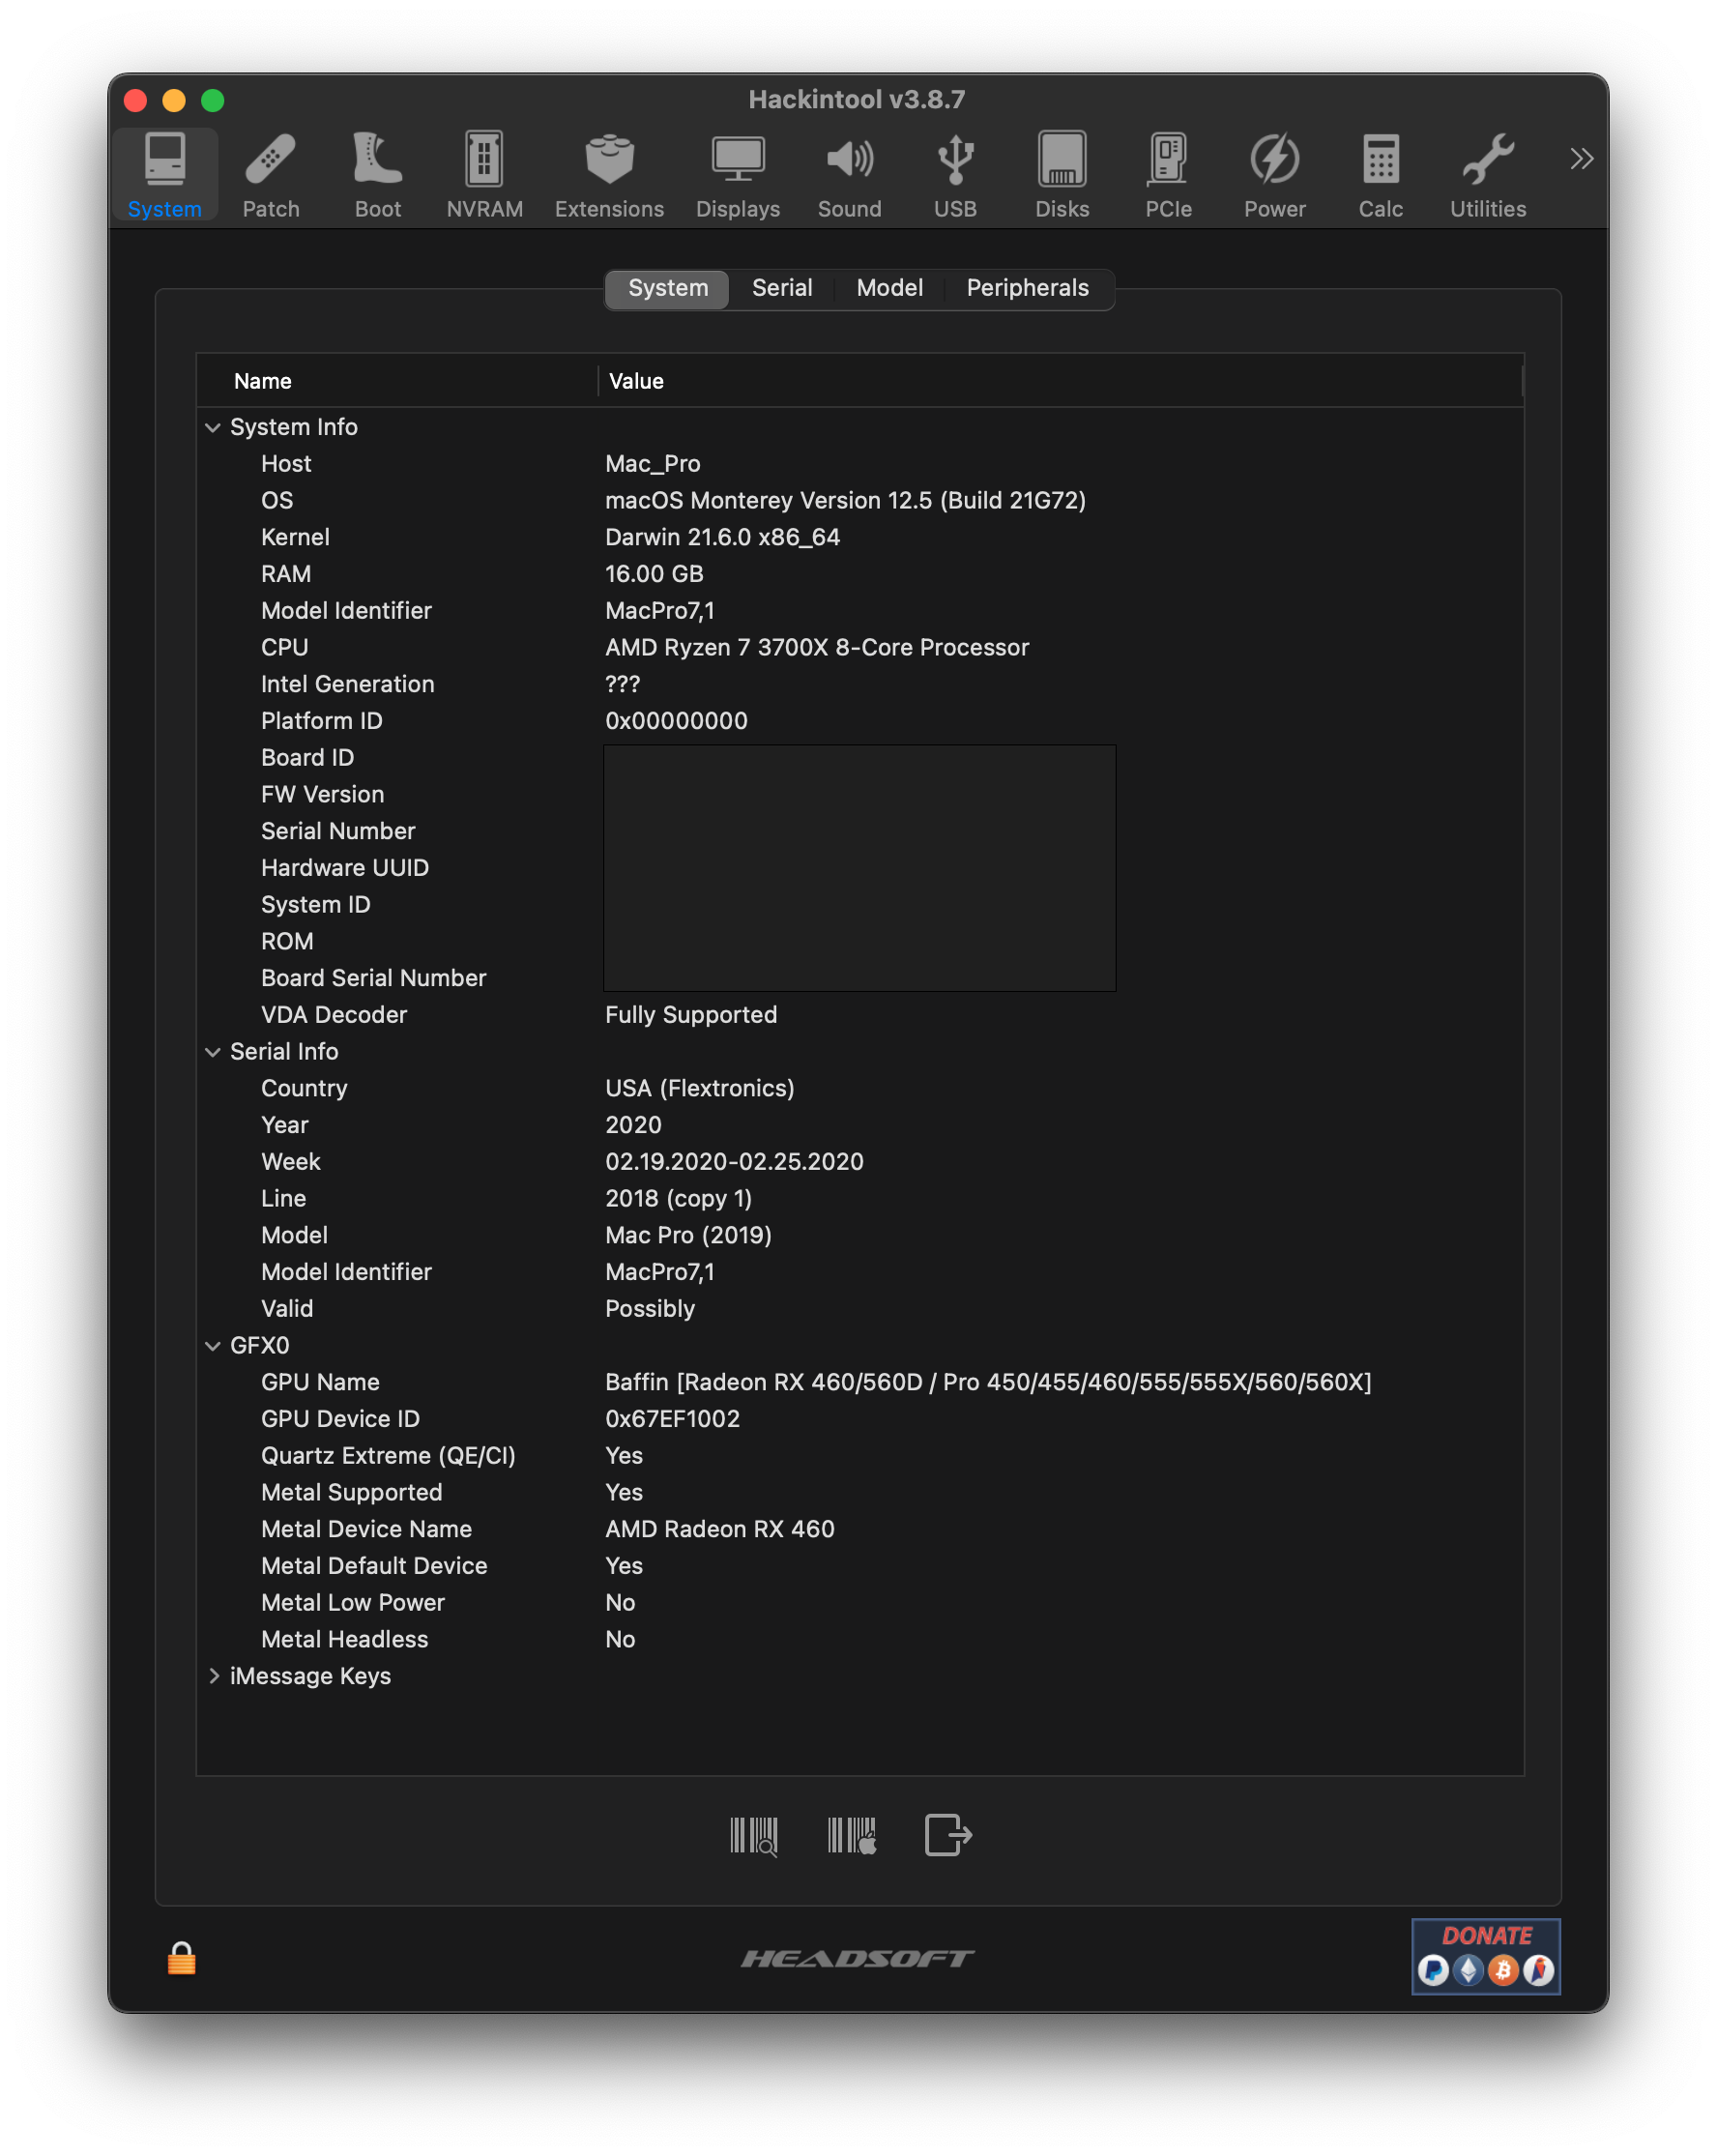 Hackintool v3.8.7
System Patch Boot NVRAM Extensions Displays Sound USB Disks PCIe Power Calc Utilities
System Serial Model Peripherals
Name Value
System Info
Host Mac_Pro
OS macOS Monterey Version 12.5 (Build 21G72)
Kernel Darwin 21.6.0 x86_64
RAM 16.00 GB
Model Identifier MacPro7,1
CPU AMD Ryzen 7 3700X 8-Core Processor
Intel Generation ???
Platform ID 0x00000000
Board ID
FW Version
Serial Number
Hardware UUID
System ID
ROM
Board Serial Number
VDA Decoder Fully Supported
Serial Info
Country USA (Flextronics)
Year 2020
Week 02.19.2020-02.25.2020
Line 2018 (copy 1)
Model Mac Pro (2019)
Model Identifier MacPro7,1
Valid Possibly
GFX0
GPU Name Baffin [Radeon RX 460/560D / Pro 450/455/460/555/555X/560/560X]
GPU Device ID 0x67EF1002
Quartz Extreme (QE/CI) Yes
Metal Supported Yes
Metal Device Name AMD Radeon RX 460
Metal Default Device Yes
Metal Low Power No
Metal Headless No
iMessage Keys
HEADSOFT
DONATE